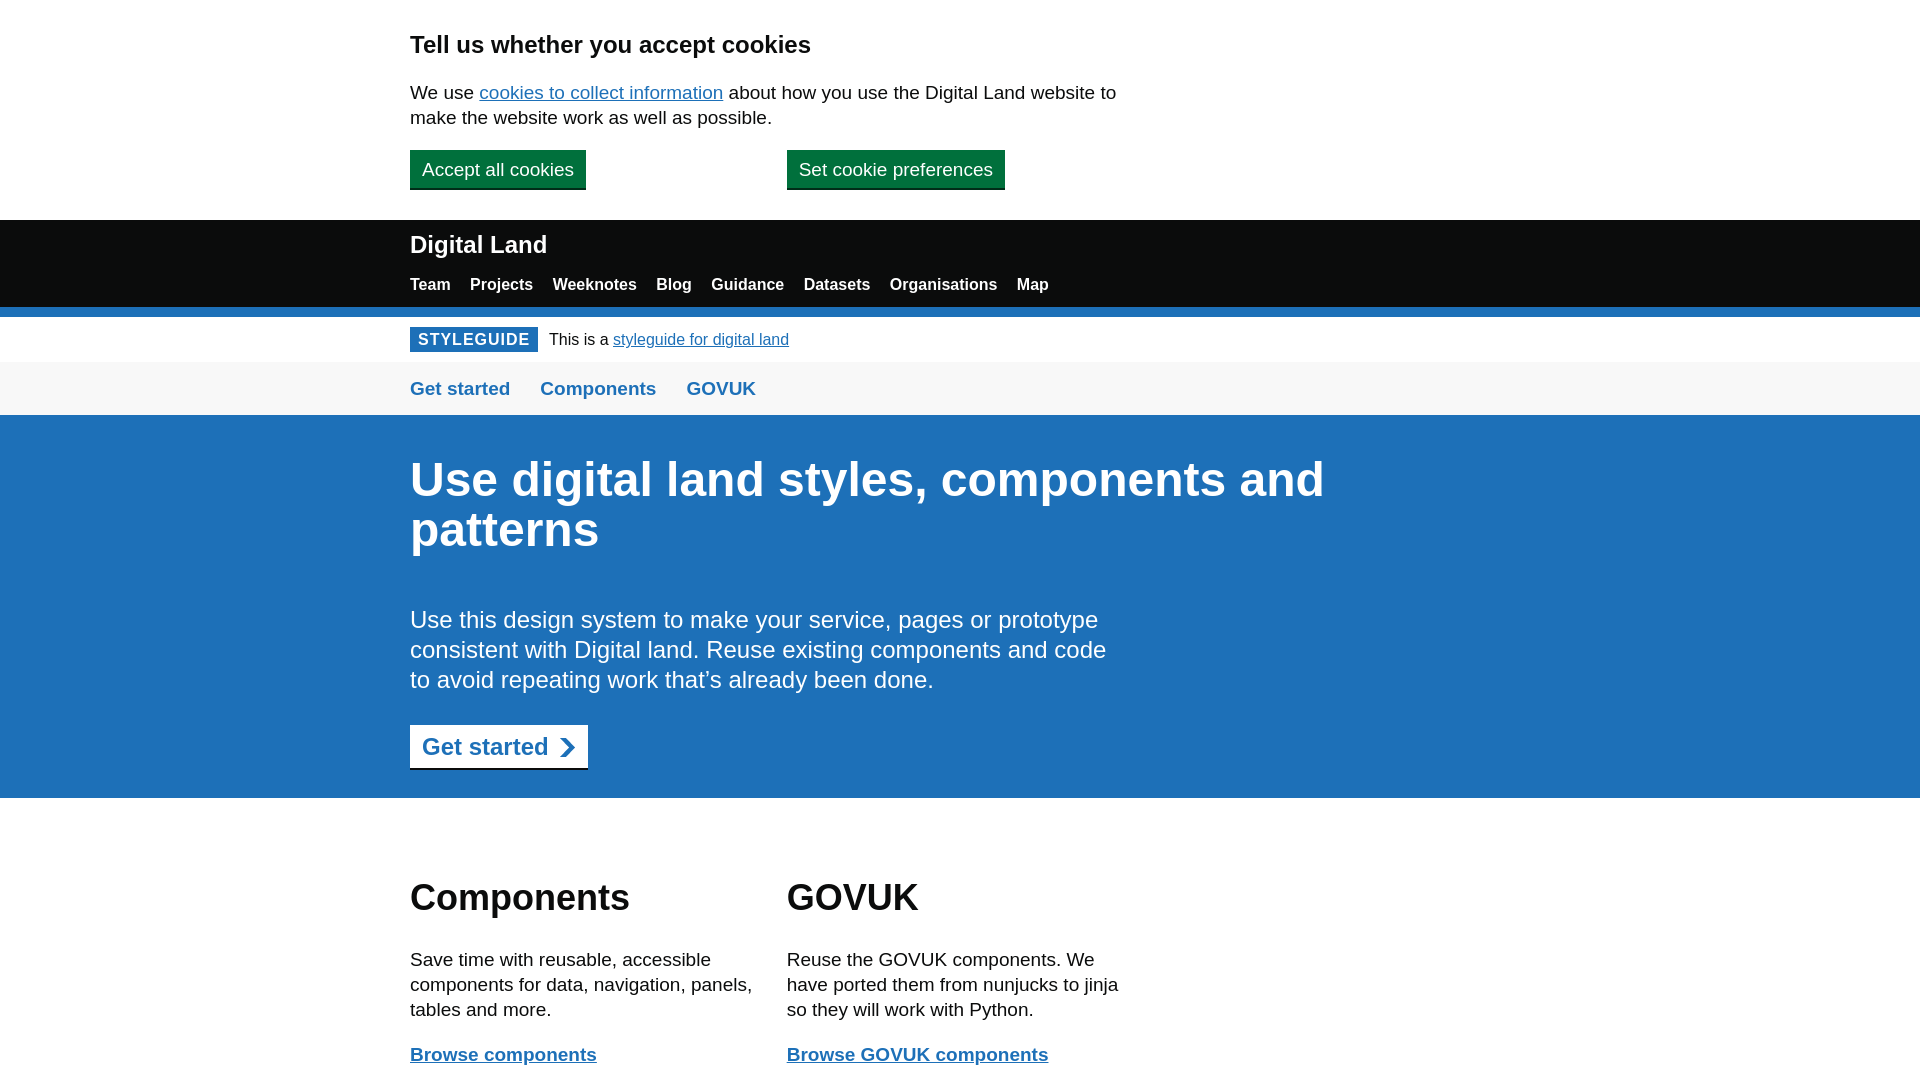 Tell us whether you accept cookies
We use cookies to collect information about how you use the Digital Land website to
make the website work as well as possible.
Accept all cookies
Set cookie preferences
Digital Land
Team Projects Weeknotes Blog Guidance Datasets Organisations Map
STYLEGUIDE This is a styleguide for digital land
Get started Components GOVUK
Use digital land styles, components and
patterns
Use this design system to make your service, pages or prototype
consistent with Digital land. Reuse existing components and code
to avoid repeating work that’s already been done.
Get started
Components
Save time with reusable, accessible
components for data, navigation, panels,
tables and more.
Browse components
GOVUK
Reuse the GOVUK components. We
have ported them from nunjucks to jinja
so they will work with Python.
Browse GOVUK components